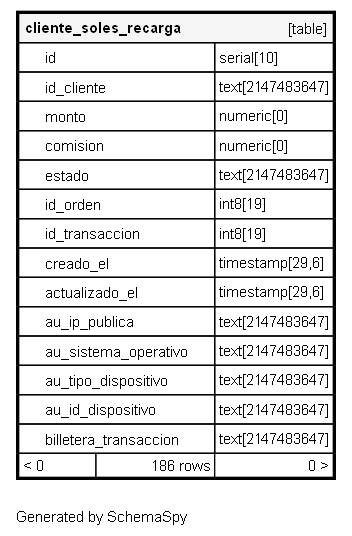 cliente_soles_recarga [table]
id serial[10]
id_cliente text[2147483647]
monto numeric[0]
comision numeric[0]
estado text[2147483647]
id_orden int8[19]
id_transaccion int8[19]
creado_el timestamp[29,6]
actualizado_el timestamp[29,6]
au_ip_publica text[2147483647]
au_sistema_operativo text[2147483647]
au_tipo_dispositivo text[2147483647]
au_id_dispositivo text[2147483647]
billetera_transaccion text[2147483647]
< 0 186 rows 0 >
Generated by SchemaSpy